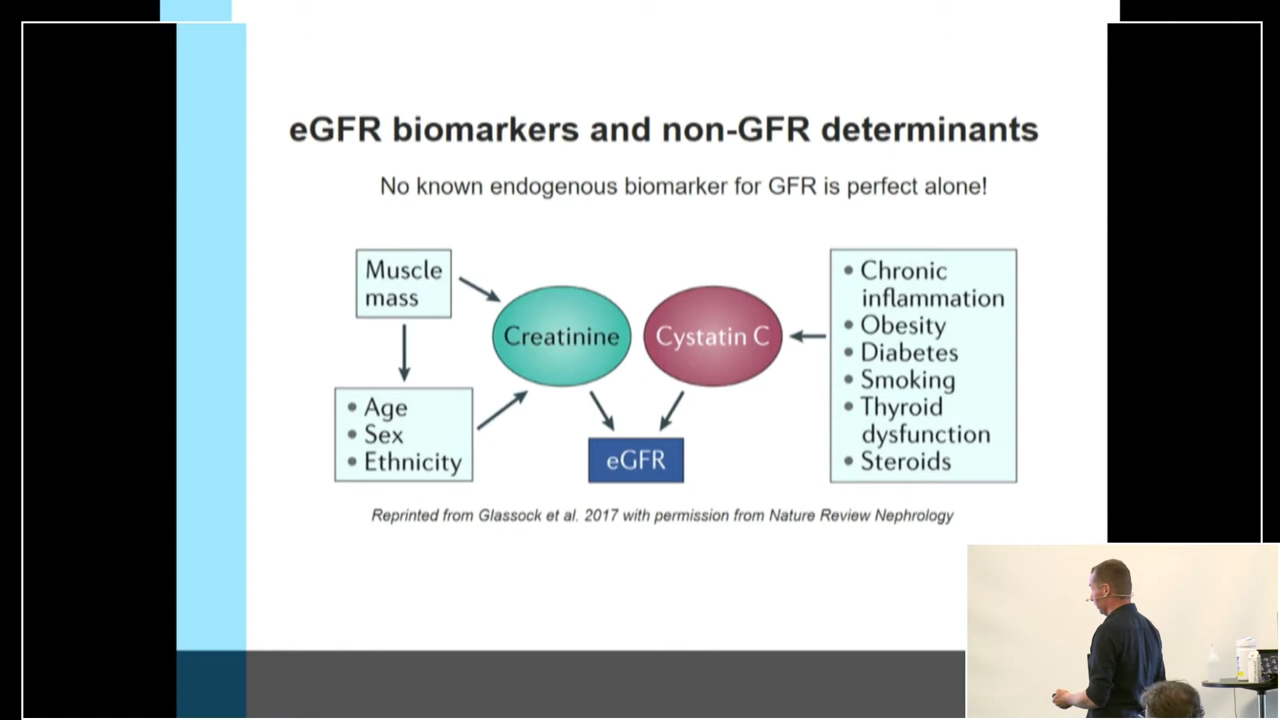 eGFR biomarkers and non-GFR determinants
No known endogenous biomarker for GFR is perfect alone!
Muscle
mass
• Age
• Sex
• Ethnicity
Creatinine
Cystatin C
eGFR
• Chronic
inflammation
• Obesity
• Diabetes
• Smoking
• Thyroid
dysfunction
• Steroids
Reprinted from Glassock et al. 2017 with permission from Nature Review Nephrology